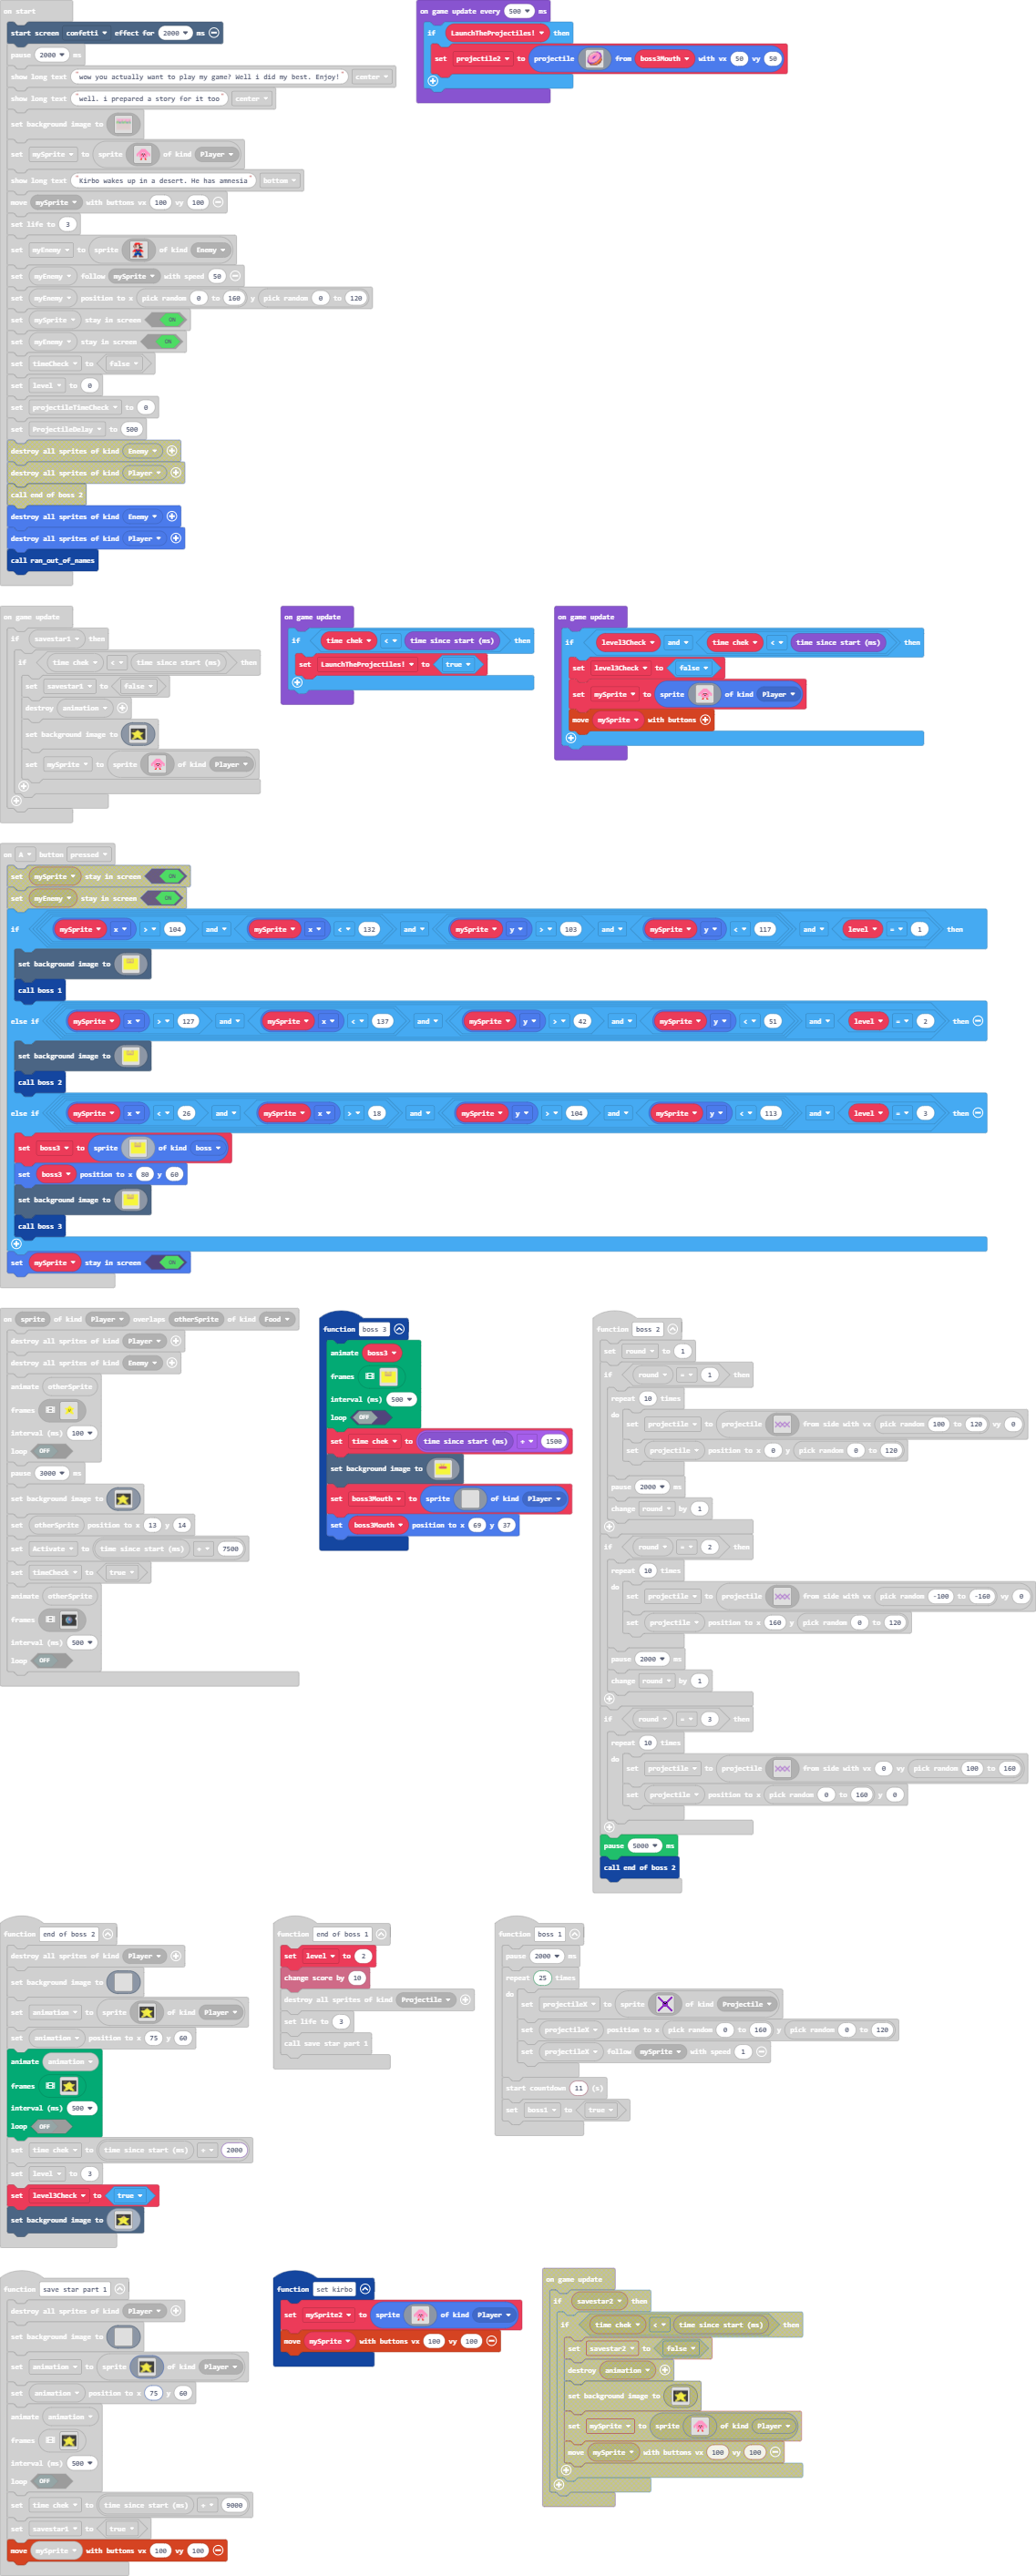 on start
start screen confetti effect for 2000 ms
pause 2000 ms
show long text "wow you actually want to play my game? Well i did my best. Enjoy!" center
show long text "well. i prepared a story for it too" center
set background image to
set mySprite to sprite of kind Player
show long text "Kirbo wakes up in a desert. He has amnesia" bottom
move mySprite with buttons vx 100 vy 100
set life to 3
set myEnemy to sprite of kind Enemy
set myEnemy follow mySprite with speed 50
set myEnemy position to x pick random 0 to 160 y pick random 0 to 120
set mySprite stay in screen ON
set myEnemy stay in screen ON
set timeCheck to false
set level to 0
set projectileTimeCheck to 0
set ProjectileDelay to 500
destroy all sprites of kind Enemy
destroy all sprites of kind Player
call end of boss 2
destroy all sprites of kind Enemy
destroy all sprites of kind Player
call ran_out_of_names
on game update every 500 ms
if LaunchTheProjectiles! then
set projectile2 to projectile from boss3Mouth with vx 50 vy 50
on game update
if savestar1 then
if time chek < time since start (ms) then
set savestar1 to false
destroy animation
set background image to
set mySprite to sprite of kind Player
on game update
if time chek < time since start (ms) then
set LaunchTheProjectiles! to true
on game update
if level3Check and time chek < time since start (ms) then
set level3Check to false
set mySprite to sprite of kind Player
move mySprite with buttons
on A button pressed
set mySprite stay in screen ON
set myEnemy stay in screen ON
if mySprite x > 104 and mySprite x < 132 and mySprite y > 103 and mySprite y < 117 and level = 1 then
set background image to
call boss 1
else if mySprite x > 127 and mySprite x < 137 and mySprite y > 42 and mySprite y < 51 and level = 2 then
set background image to
call boss 2
else if mySprite x < 26 and mySprite x > 18 and mySprite y > 104 and mySprite y < 113 and level = 3 then
set boss3 to sprite of kind boss
set boss3 position to x 80 y 60
set background image to
call boss 3
set mySprite stay in screen ON
on sprite of kind Player overlaps otherSprite of kind Food
destroy all sprites of kind Player
destroy all sprites of kind Enemy
animate otherSprite
frames
interval (ms) 100
loop OFF
pause 3000 ms
set background image to
set otherSprite position to x 13 y 14
set Activate to time since start (ms) + 7500
set timeCheck to true
animate otherSprite
frames
interval (ms) 500
loop OFF
function boss 3
animate boss3
frames
interval (ms) 500
loop OFF
set time chek to time since start (ms) + 1500
set background image to
set boss3Mouth to sprite of kind Player
set boss3Mouth position to x 69 y 37
function boss 2
set round to 1
if round = 1 then
repeat 10 times
do
set projectile to projectile from side with vx pick random 100 to 120 vy 0
set projectile position to x 0 y pick random 0 to 120
pause 2000 ms
change round by 1
if round = 2 then
repeat 10 times
do
set projectile to projectile from side with vx pick random -100 to -160 vy 0
set projectile position to x 160 y pick random 0 to 120
pause 2000 ms
change round by 1
if round = 3 then
repeat 10 times
do
set projectile to projectile from side with vx 0 vy pick random 100 to 160
set projectile position to x pick random 0 to 160 y 0
pause 5000 ms
call end of boss 2
function end of boss 2
destroy all sprites of kind Player
set background image to
set animation to sprite of kind Player
set animation position to x 75 y 60
animate animation
frames
interval (ms) 500
loop OFF
set time chek to time since start (ms) + 2000
set level to 3
set level3Check to true
set background image to
function end of boss 1
set level to 2
change score by 10
destroy all sprites of kind Projectile
set life to 3
call save star part 1
function boss 1
pause 2000 ms
repeat 25 times
do
set projectileX to sprite of kind Projectile
set projectileX position to x pick random 0 to 160 y pick random 0 to 120
set projectileX follow mySprite with speed 1
start countdown 11 (s)
set boss1 to true
function save star part 1
destroy all sprites of kind Player
set background image to
set animation to sprite of kind Player
set animation position to x 75 y 60
animate animation
frames
interval (ms) 500
loop OFF
set time chek to time since start (ms) + 9000
set savestarS to true
move mySprite with buttons vx 100 vy 100
function set kirbo
set mySprite2 to sprite of kind Player
move mySprite with buttons vx 100 vy 100
on game update
if savestar2 then
if time chek < time since start (ms) then
set savestar2 to false
destroy animation
set background image to
set mySprite to sprite of kind Player
move mySprite with buttons vx 100 vy 100